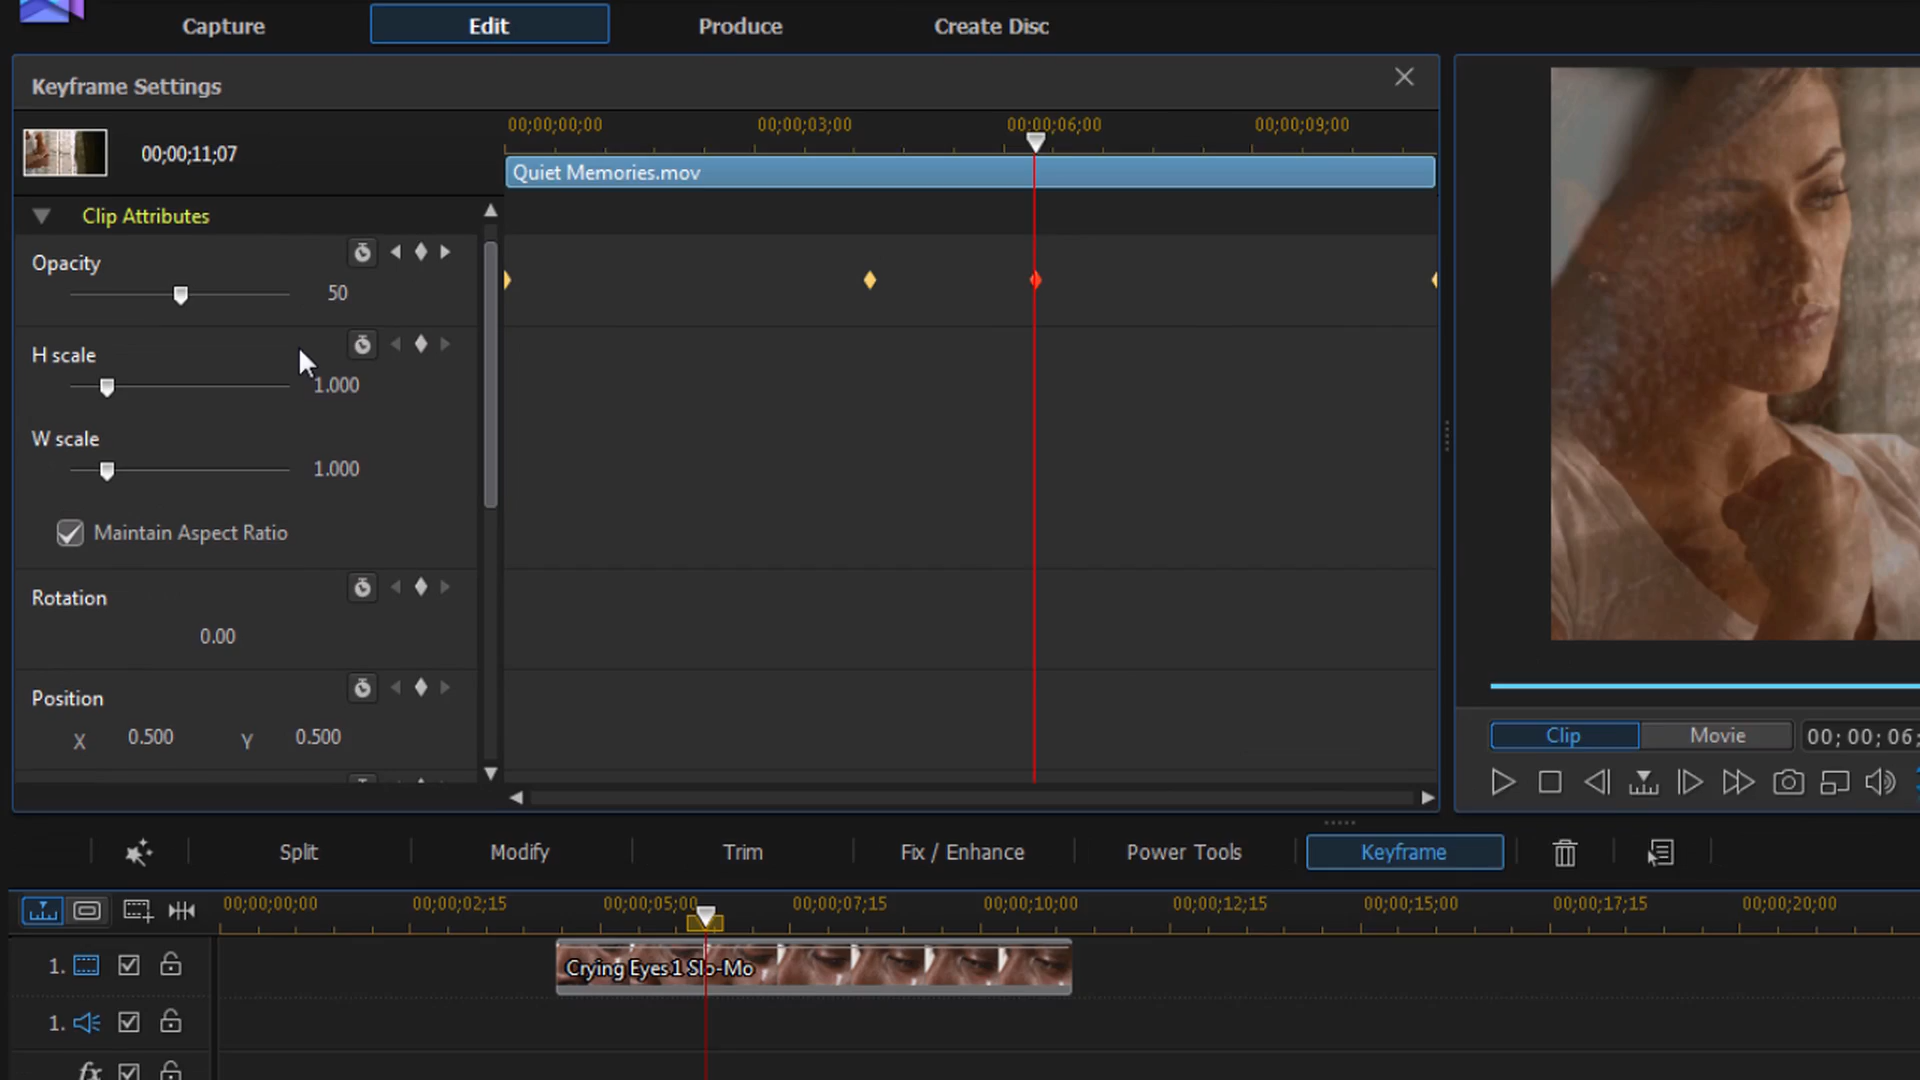 Capture Edit Produce Create Disc
Keyframe Settings
00;00;11;07
00;00;00;00 00;00;03;00 00;00;06;00 00;00;09;00
Quiet Memories.mov
Clip Attributes
Opacity
50
H scale
1.000
W scale
1.000
Maintain Aspect Ratio
Rotation
0.00
Position
X 0.500 Y 0.500
Clip Movie 00; 00; 06;
Split Modify Trim Fix / Enhance Power Tools Keyframe
00;00;00;00 00;00;02;15 00;00;05;00 00;00;07;15 00;00;10;00 00;00;12;15 00;00;15;00 00;00;17;15 00;00;20;00
1. Crying Eyes 1 Slo-Mo
1.
fx